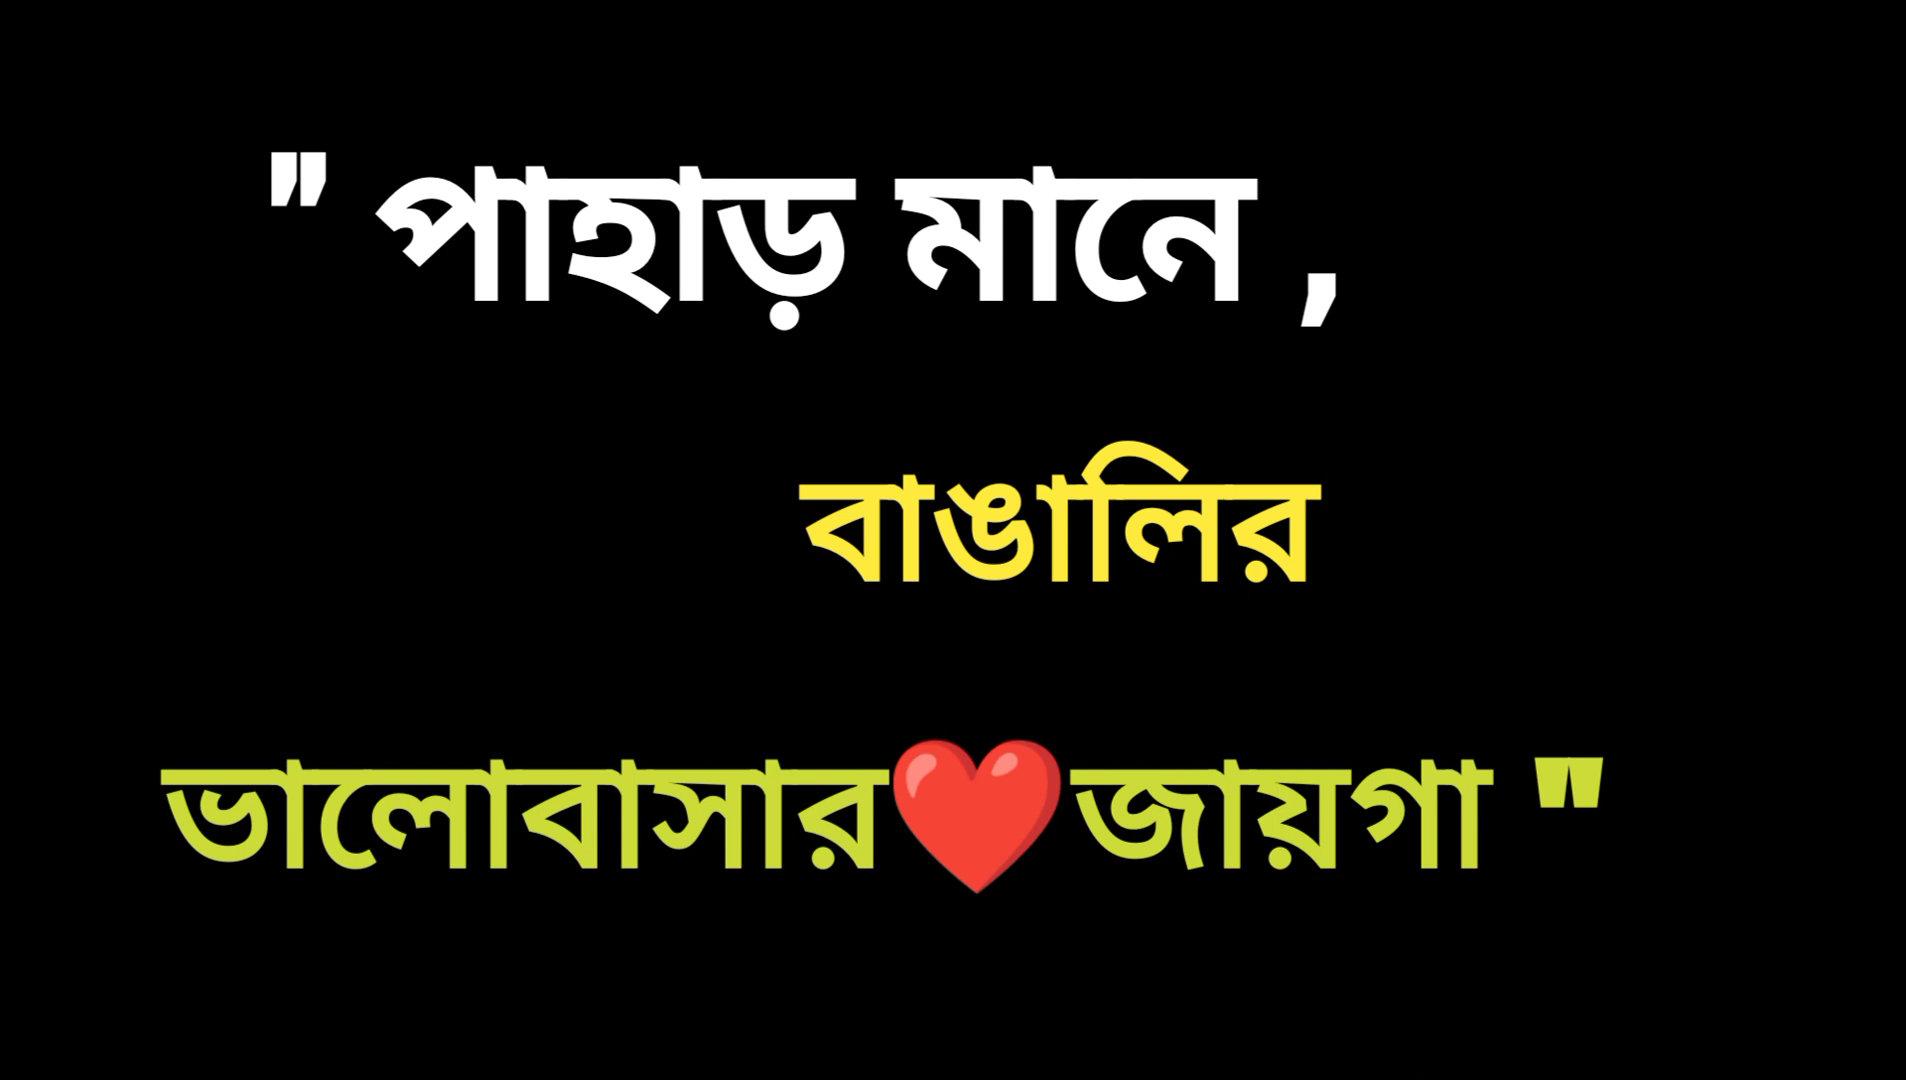 " পাহাড় মানে ,
বাঙালির
ভালোবাসার❤️জায়গা "